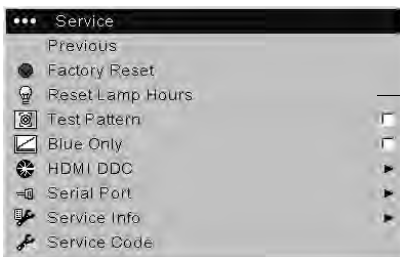 Service
Previous
Factory Reset
Reset Lamp Hours
Test Pattern
Blue Only
HDMI DDC
Serial Port
Service Info
Service Code